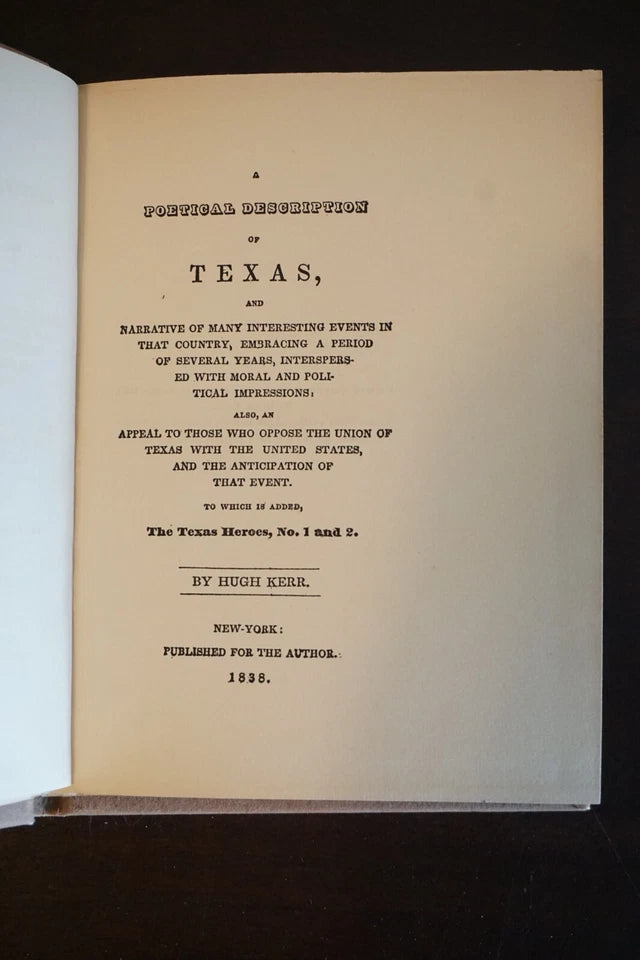 A
POETICAL DESCRIPTION
OF
TEXAS,
AND
NARRATIVE OF MANY INTERESTING EVENTS IN
THAT COUNTRY, EMBRACING A PERIOD
OF SEVERAL YEARS, INTERSPERS-
ED WITH MORAL AND POLI-
TICAL IMPRESSIONS:
ALSO, AN
APPEAL TO THOSE WHO OPPOSE THE UNION OF
TEXAS WITH THE UNITED STATES,
AND THE ANTICIPATION OF
THAT EVENT.
TO WHICH IS ADDED,
The Texas Heroes, No. 1 and 2.
BY HUGH KERR.
NEW-YORK:
PUBLISHED FOR THE AUTHOR.
1838.